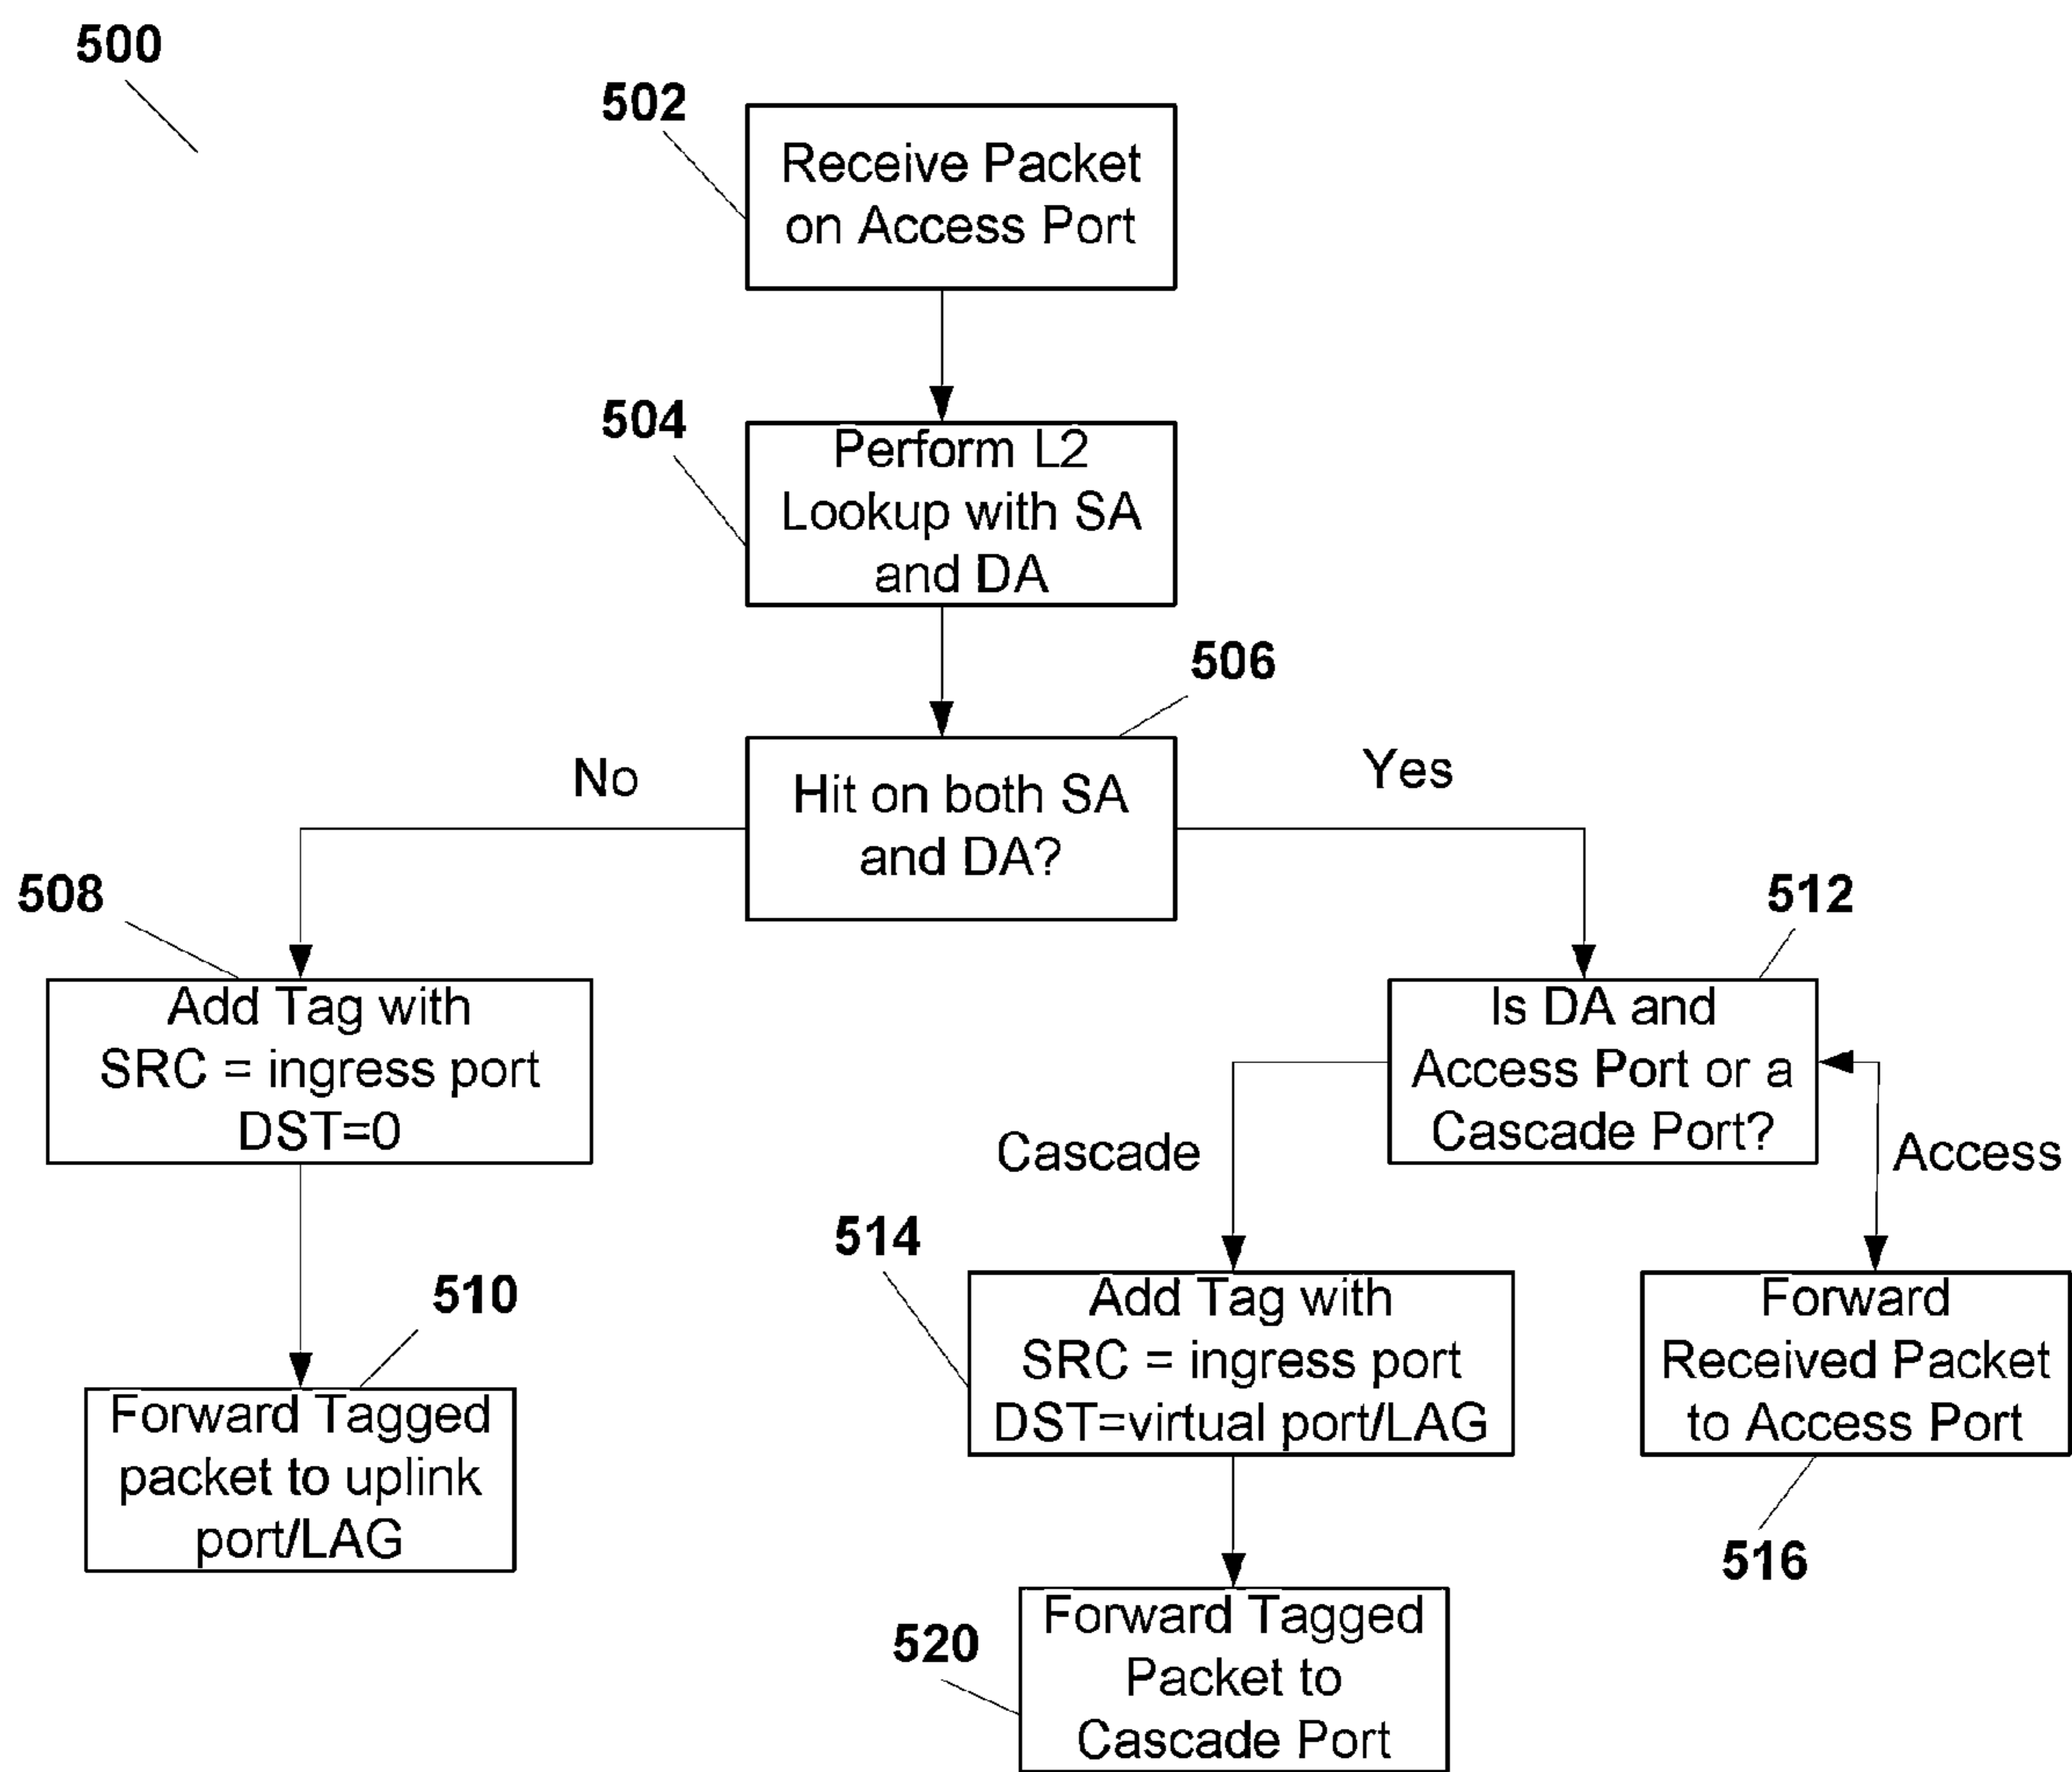 500
502
Receive Packet
on Access Port
504
Perform L2
Lookup with SA
and DA
506
No
Hit on both SA
and DA?
Yes
508
Add Tag with
SRC = ingress port
DST=0
512
Is DA and
Access Port or a
Cascade Port?
Cascade
Access
510
Forward Tagged
packet to uplink
port/LAG
514
Add Tag with
SRC = ingress port
DST=virtual port/LAG
Forward
Received Packet
to Access Port
516
520
Forward Tagged
Packet to
Cascade Port